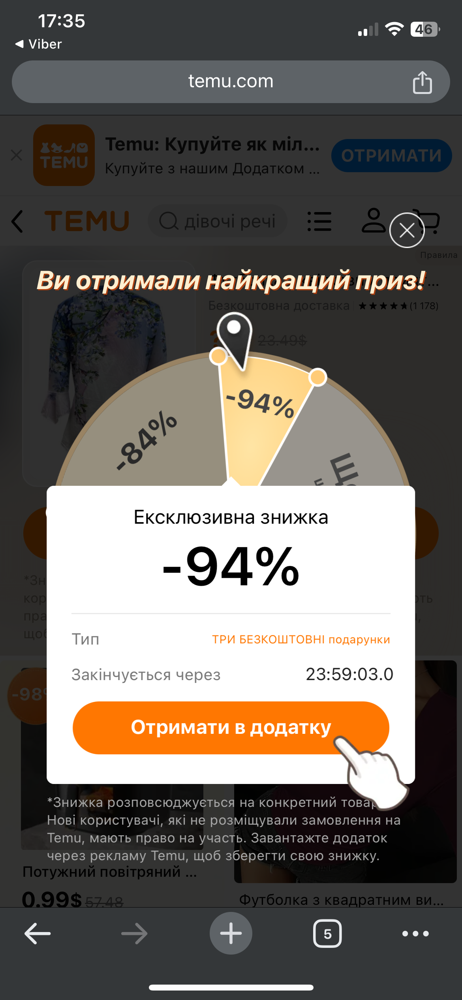 17:35
46
Viber
temu.com
TEMU
Temu: Купуйте як міл...
Купуйте з нашим Додатком ...
ОТРИМАТИ
TEMU
дівочі речі
Правила
Ви отримали найкращий приз!
Безкоштовна доставка
(1 178)
23.49$
-84%
-94%
Ексклюзивна знижка
-94%
Тип
ТРИ БЕЗКОШТОВНІ подарунки
Закінчується через
23:59:03.0
Отримати в додатку
-98
*Знижка розповсюджується на конкретний
Нові користувачі, які не розміщували замовлення на
Temu, мають право на участь. Завантажте додаток
через рекламу Temu, щоб зберегти свою знижку.
Потужний повітряний ...
0.99$ 57.48
Футболка з квадратним ви...
5